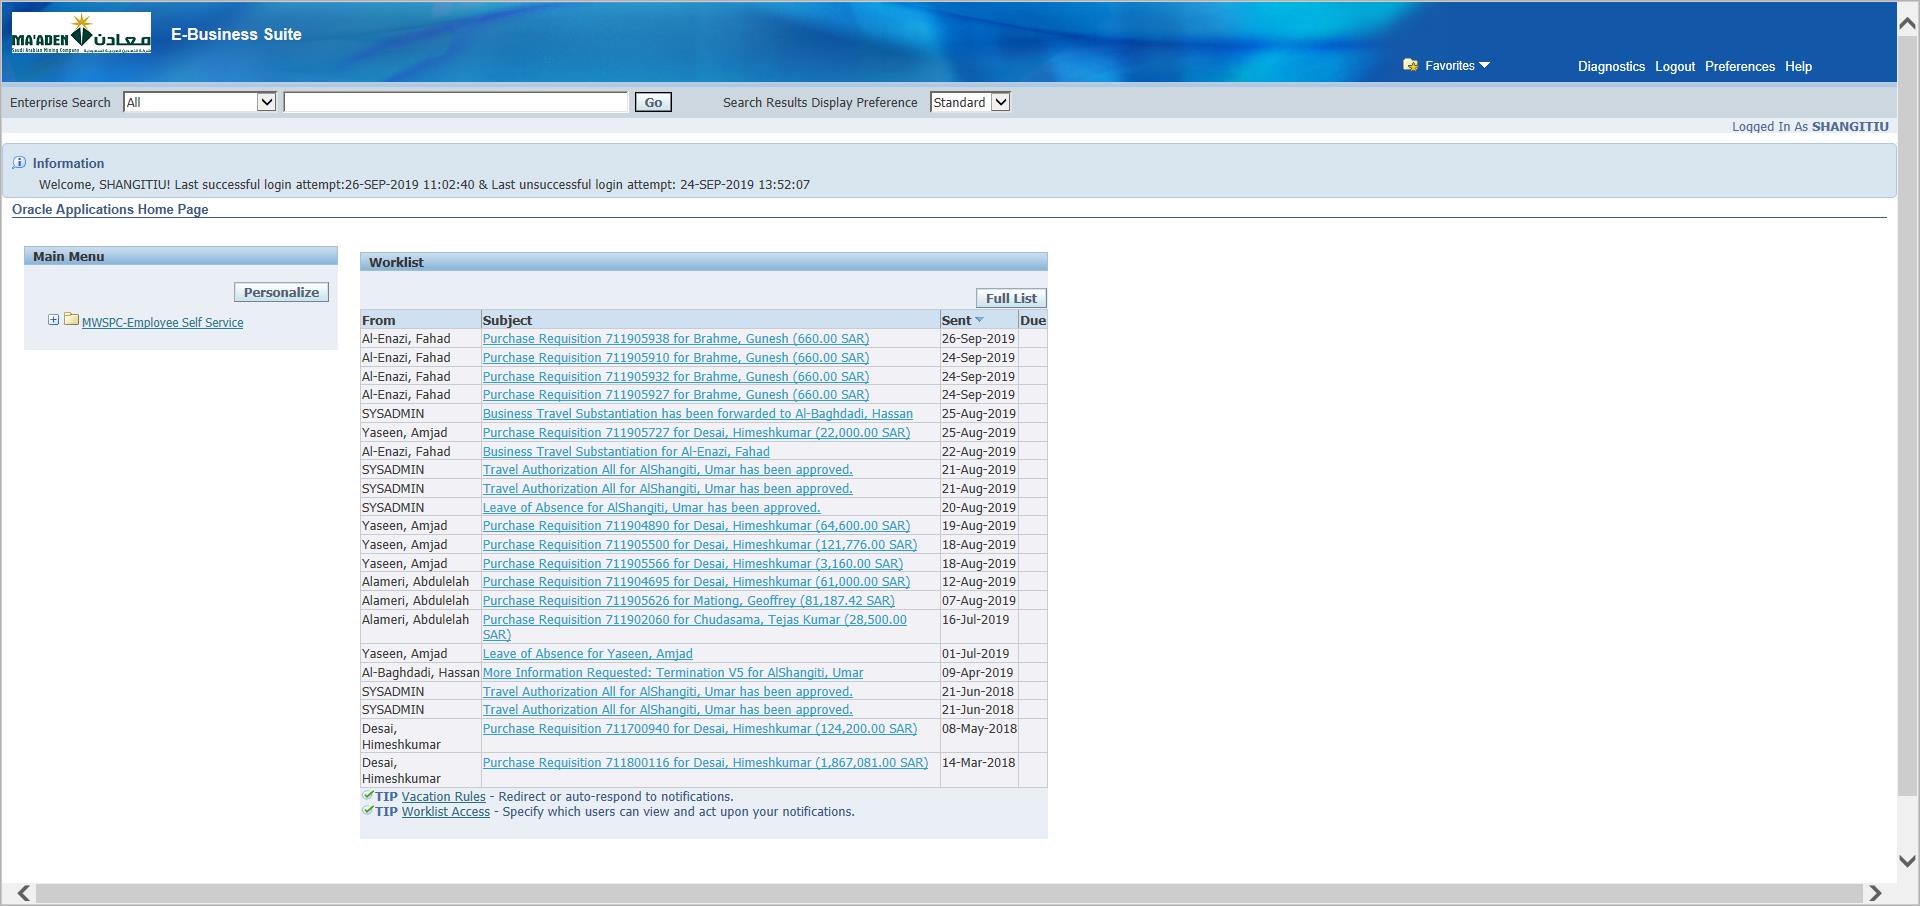 MA'ADEN معادن
Saudi Arabian Mining Company
E-Business Suite
Favorites
Diagnostics Logout Preferences Help
Enterprise Search All Go Search Results Display Preference Standard
Logged In As SHANGITIU
Information
Welcome, SHANGITIU! Last successful login attempt:26-SEP-2019 11:02:40 & Last unsuccessful login attempt: 24-SEP-2019 13:52:07
Oracle Applications Home Page
Main Menu
Personalize
MWSPC-Employee Self Service
Worklist
Full List
From Subject Sent Due
Al-Enazi, Fahad Purchase Requisition 711905938 for Brahme, Gunesh (660.00 SAR) 26-Sep-2019
Al-Enazi, Fahad Purchase Requisition 711905910 for Brahme, Gunesh (660.00 SAR) 24-Sep-2019
Al-Enazi, Fahad Purchase Requisition 711905932 for Brahme, Gunesh (660.00 SAR) 24-Sep-2019
Al-Enazi, Fahad Purchase Requisition 711905927 for Brahme, Gunesh (660.00 SAR) 24-Sep-2019
SYSADMIN Business Travel Substantiation has been forwarded to Al-Baghdadi, Hassan 25-Aug-2019
Yaseen, Amjad Purchase Requisition 711905727 for Desai, Himeshkumar (22,000.00 SAR) 25-Aug-2019
Al-Enazi, Fahad Business Travel Substantiation for Al-Enazi, Fahad 22-Aug-2019
SYSADMIN Travel Authorization All for AlShangiti, Umar has been approved. 21-Aug-2019
SYSADMIN Travel Authorization All for AlShangiti, Umar has been approved. 21-Aug-2019
SYSADMIN Leave of Absence for AlShangiti, Umar has been approved. 20-Aug-2019
Yaseen, Amjad Purchase Requisition 711904890 for Desai, Himeshkumar (64,600.00 SAR) 19-Aug-2019
Yaseen, Amjad Purchase Requisition 711905500 for Desai, Himeshkumar (121,776.00 SAR) 18-Aug-2019
Yaseen, Amjad Purchase Requisition 711905566 for Desai, Himeshkumar (3,160.00 SAR) 18-Aug-2019
Alameri, Abdulelah Purchase Requisition 711904695 for Desai, Himeshkumar (61,000.00 SAR) 12-Aug-2019
Alameri, Abdulelah Purchase Requisition 711905626 for Mationg, Geoffrey (81,187.42 SAR) 07-Aug-2019
Alameri, Abdulelah Purchase Requisition 711902060 for Chudasama, Tejas Kumar (28,500.00 16-Jul-2019
SAR)
Yaseen, Amjad Leave of Absence for Yaseen, Amjad 01-Jul-2019
Al-Baghdadi, Hassan More Information Requested: Termination V5 for AlShangiti, Umar 09-Apr-2019
SYSADMIN Travel Authorization All for AlShangiti, Umar has been approved. 21-Jun-2018
SYSADMIN Travel Authorization All for AlShangiti, Umar has been approved. 21-Jun-2018
Desai, Purchase Requisition 711700940 for Desai, Himeshkumar (124,200.00 SAR) 08-May-2018
Himeshkumar
Desai, Purchase Requisition 711800116 for Desai, Himeshkumar (1,867,081.00 SAR) 14-Mar-2018
Himeshkumar
TIP Vacation Rules - Redirect or auto-respond to notifications.
TIP Worklist Access - Specify which users can view and act upon your notifications.